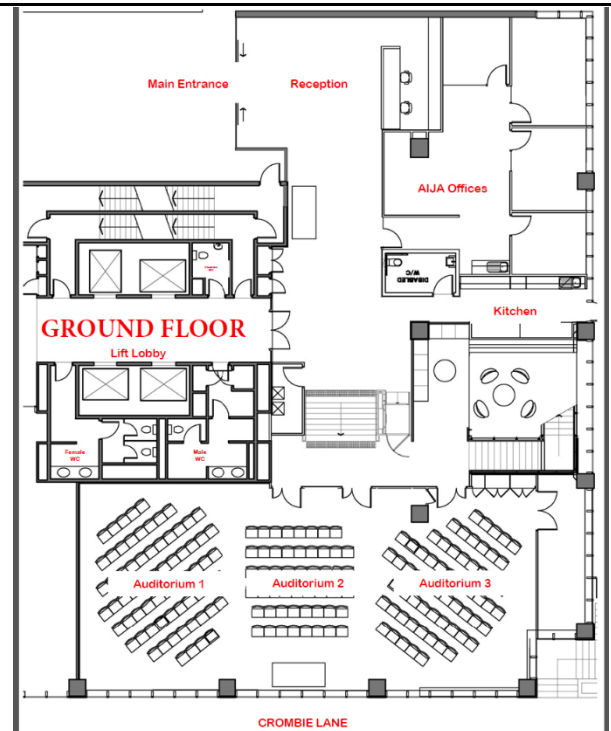 Main Entrance
Reception
AIJA Offices
DISABLED
W/C
Kitchen
GROUND FLOOR
Lift Lobby
Female
WC
Male
WC
Auditorium 1
Auditorium 2
Auditorium 3
CROMBIE LANE